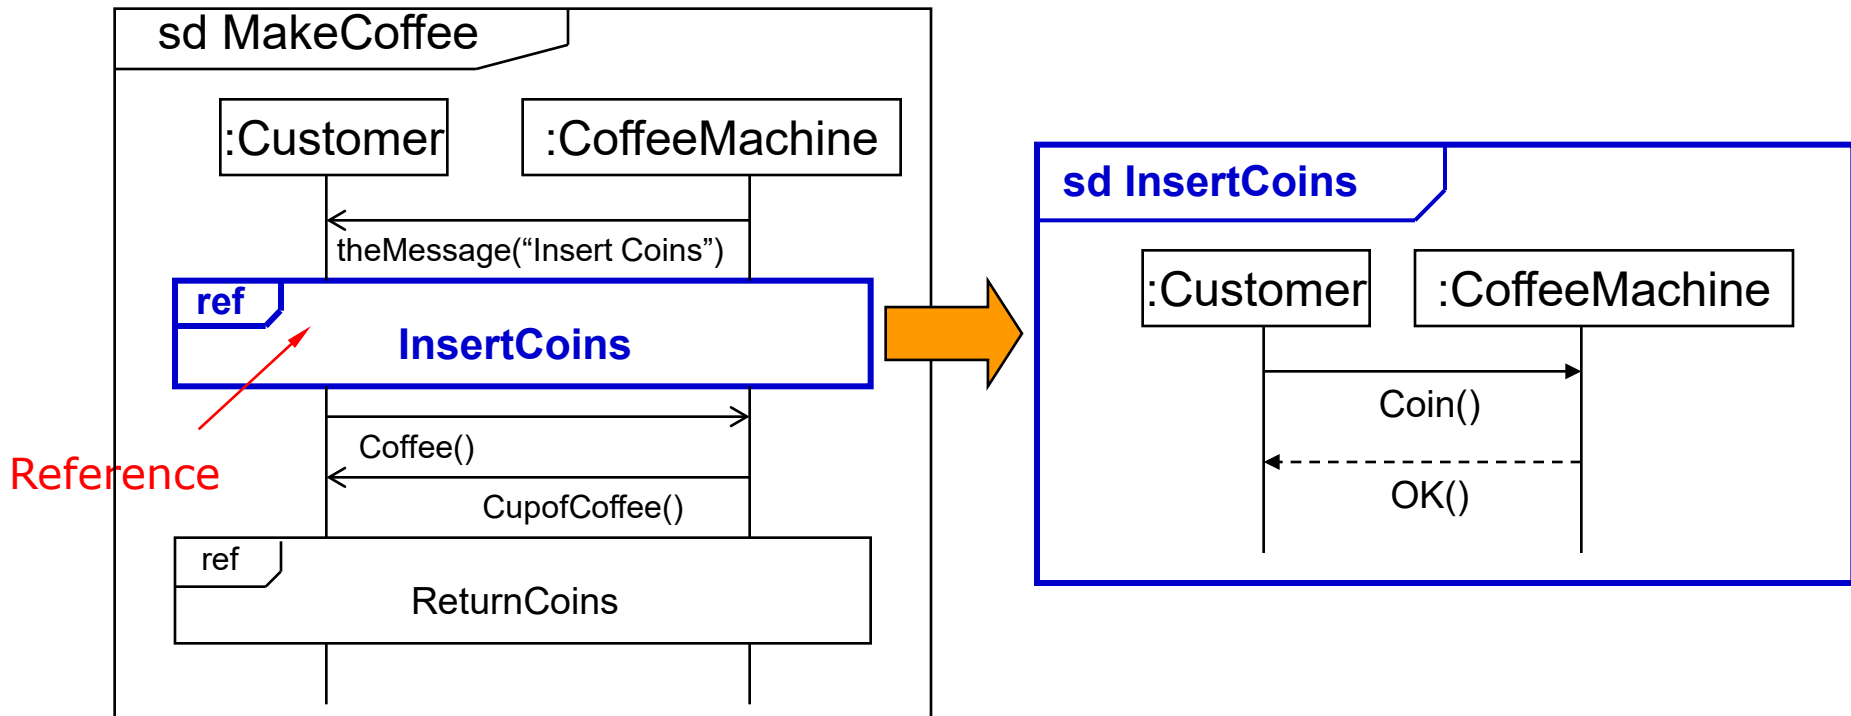 sd MakeCoffee
:Customer
:CoffeeMachine
theMessage(“Insert Coins”)
ref
InsertCoins
Reference
Coffee()
CupofCoffee()
ref
ReturnCoins
sd InsertCoins
:Customer
:CoffeeMachine
Coin()
OK()